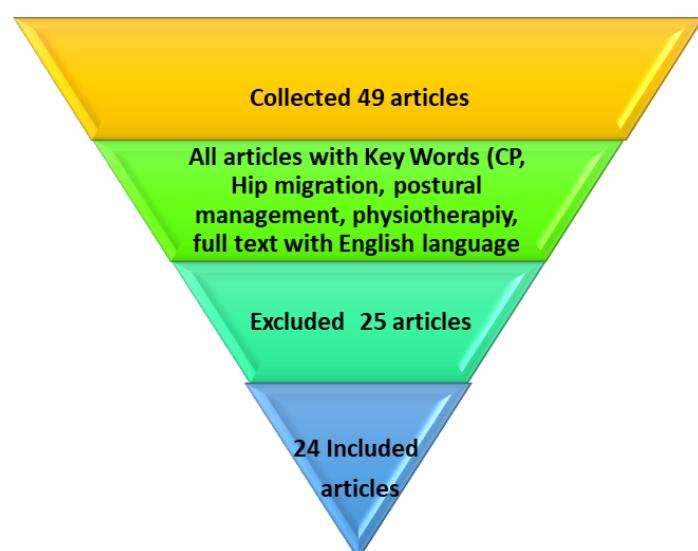 Collected 49 articles
All articles with Key Words (CP,
Hip migration, postural
management, physiotherapiy,
full text with English language
Excluded 25 articles
24 Included
articles